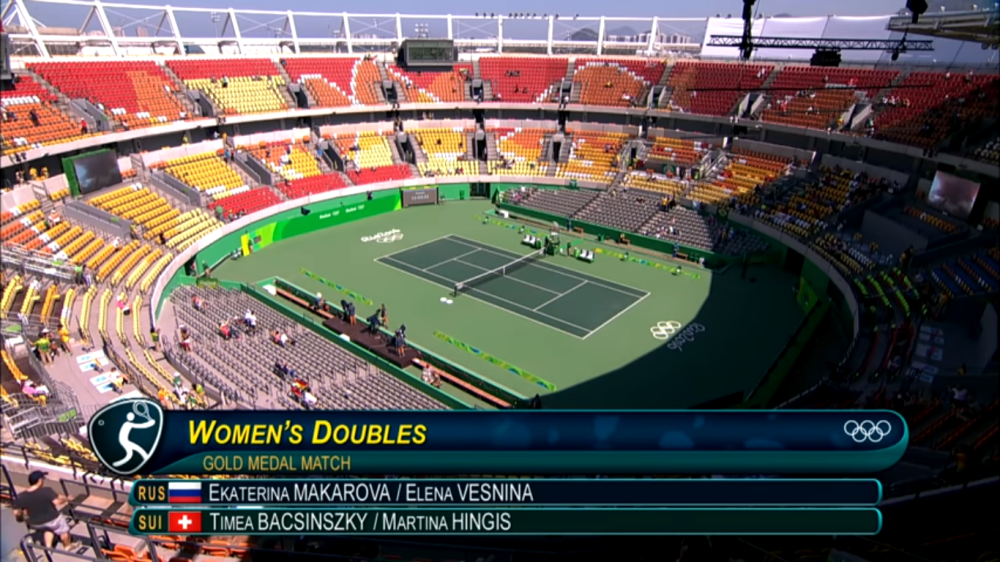 WOMEN'S DOUBLES
GOLD MEDAL MATCH
RUS EKATERINA MAKAROVA / ELENA VESNINA
SUI TIMEA BACSINSZKY / MARTINA HINGIS